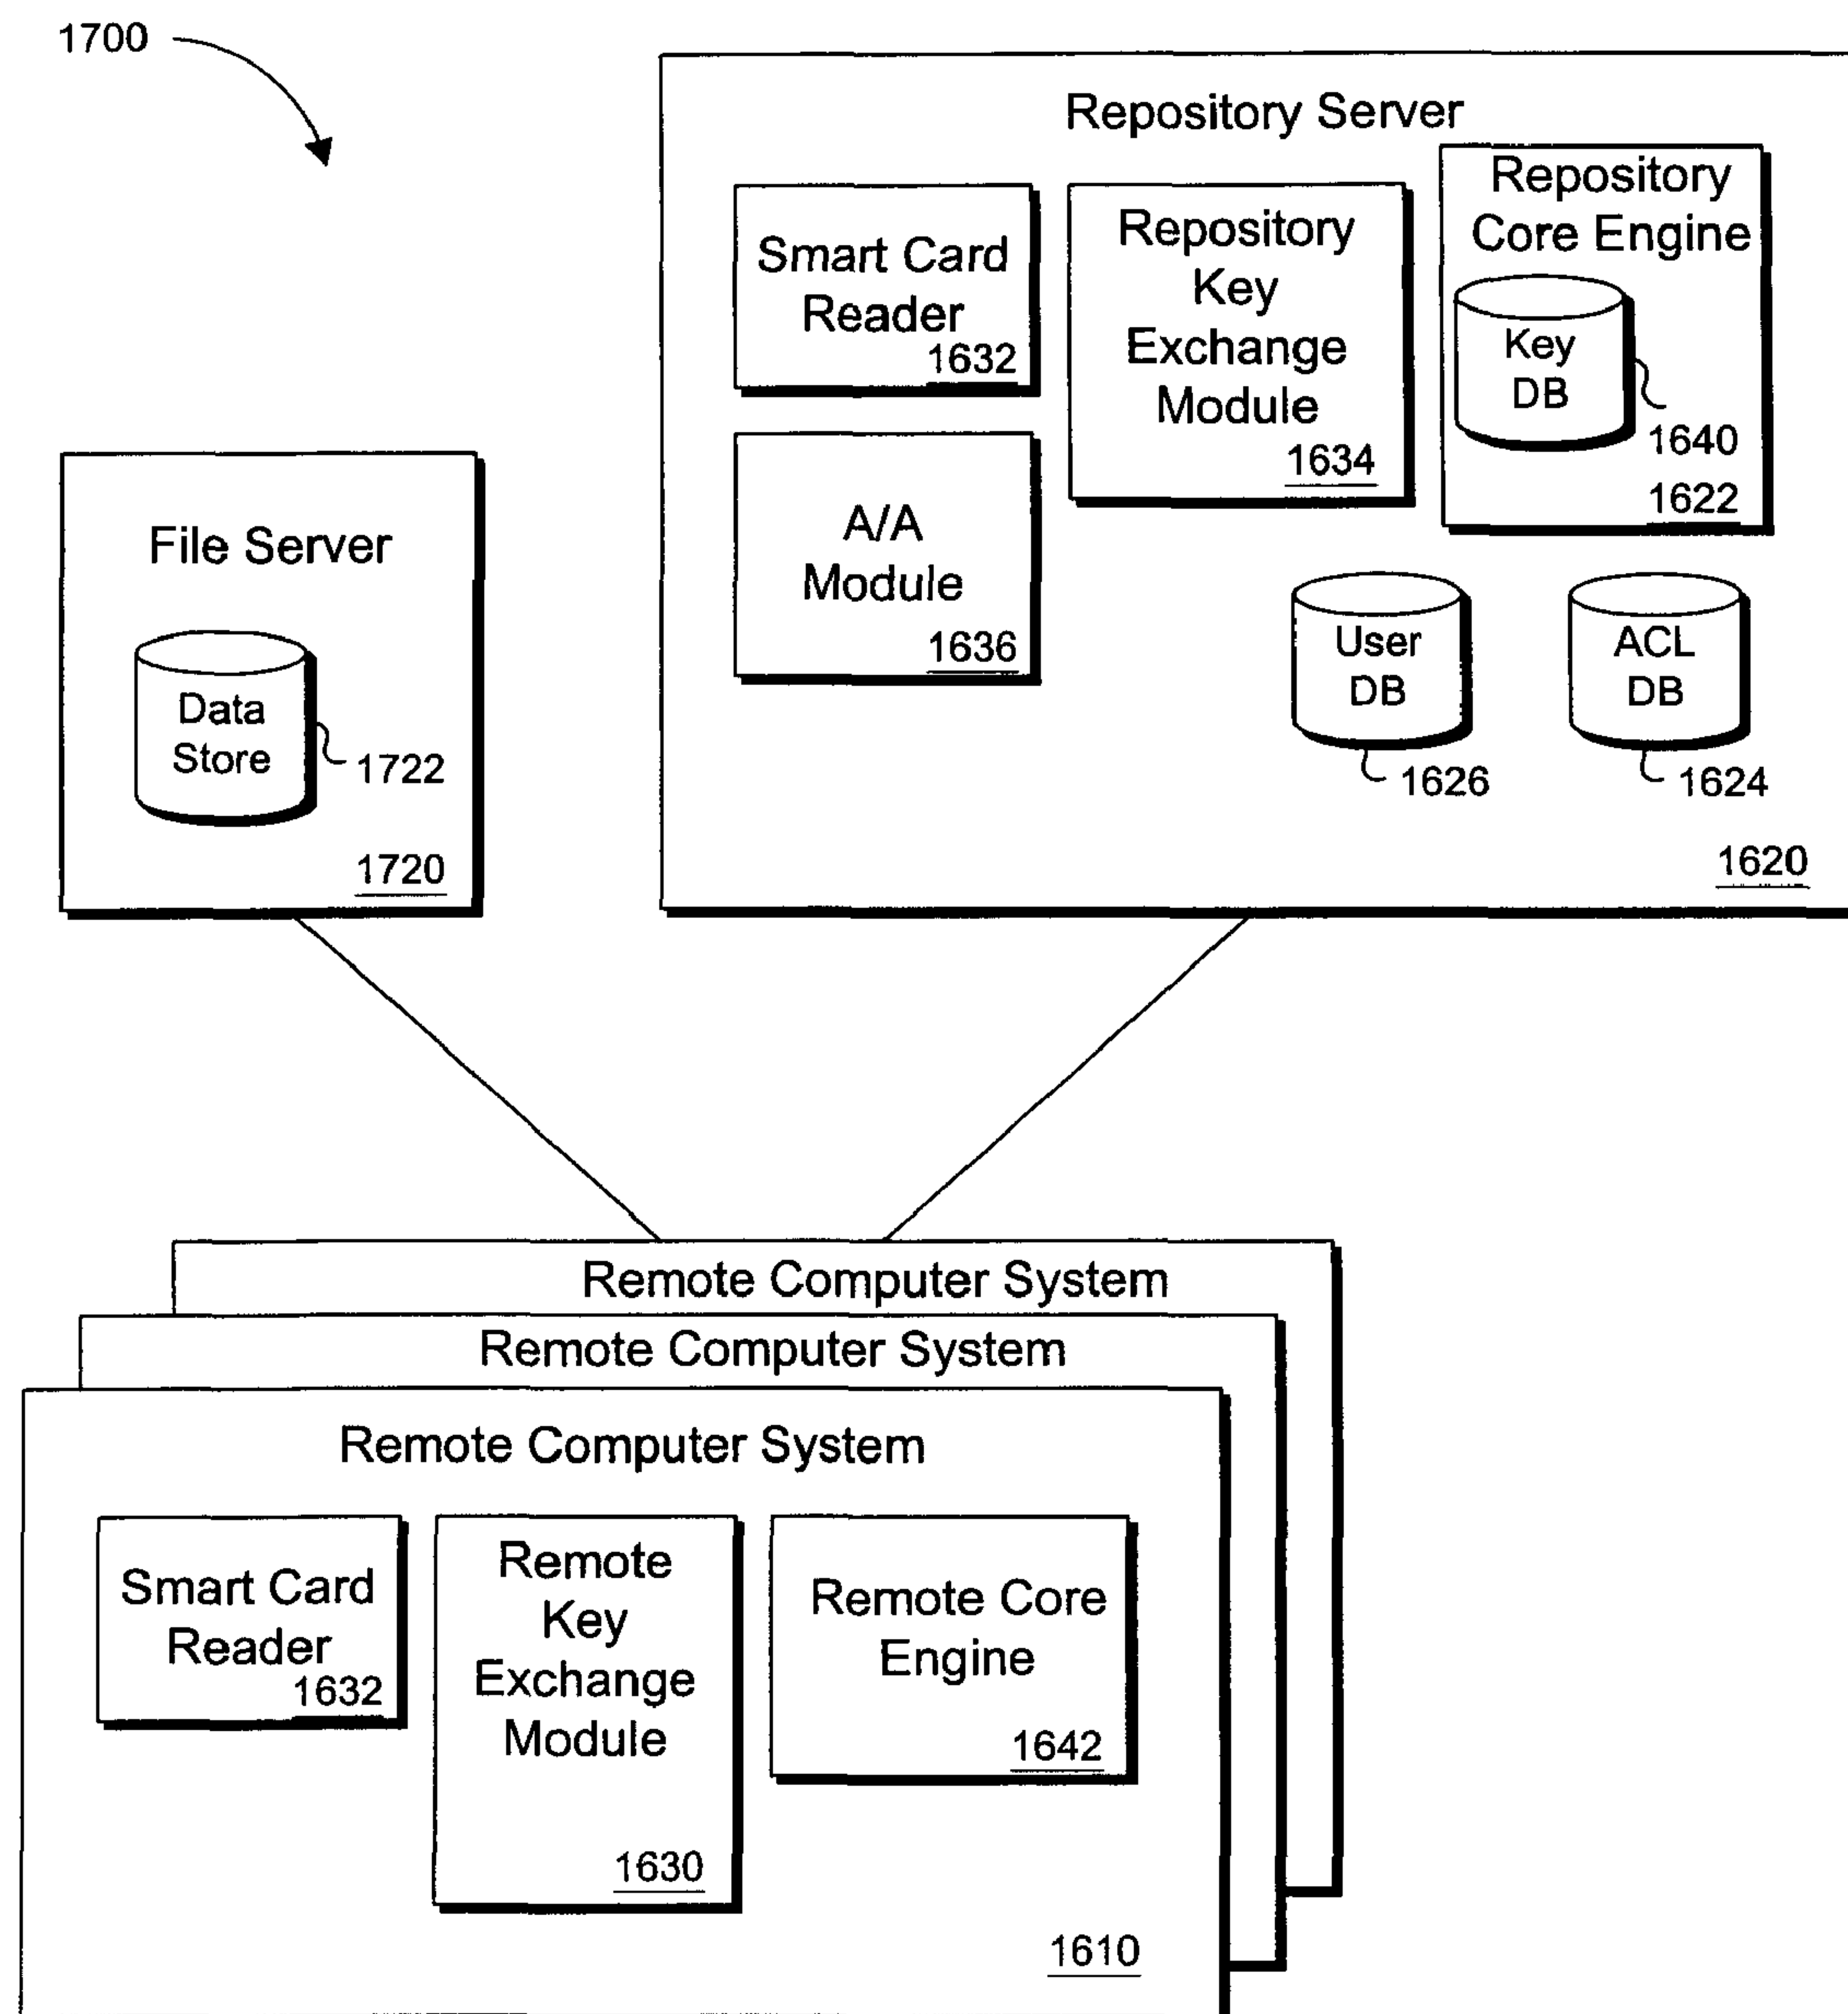 1700
Repository Server
Smart Card
Reader
1632
Repository
Key
Exchange
Module
1634
Repository
Core Engine
Key
DB
1640
1622
A/A
Module
1636
User
DB
1626
ACL
DB
1624
1620
File Server
Data
Store
1722
1720
Remote Computer System
Remote Computer System
Remote Computer System
Smart Card
Reader
1632
Remote
Key
Exchange
Module
1630
Remote Core
Engine
1642
1610